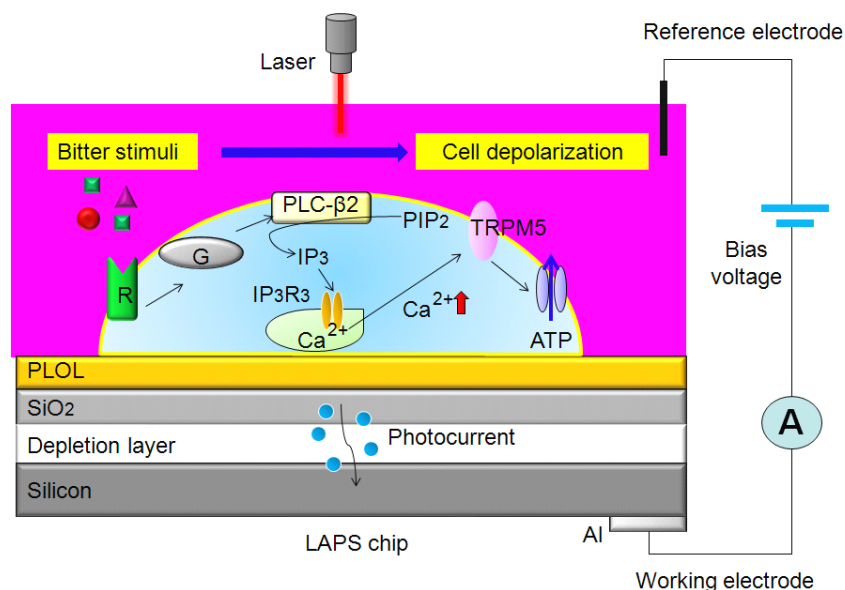 Reference electrode
Laser
Bitter stimuli
Cell depolarization
PLC-β2
PIP2
TRPM5
G
IP3
Bias
voltage
R
IP3R3
Ca2+
Ca2+
ATP
PLOL
SiO2
A
Depletion layer
Photocurrent
Silicon
Al
LAPS chip
Working electrode